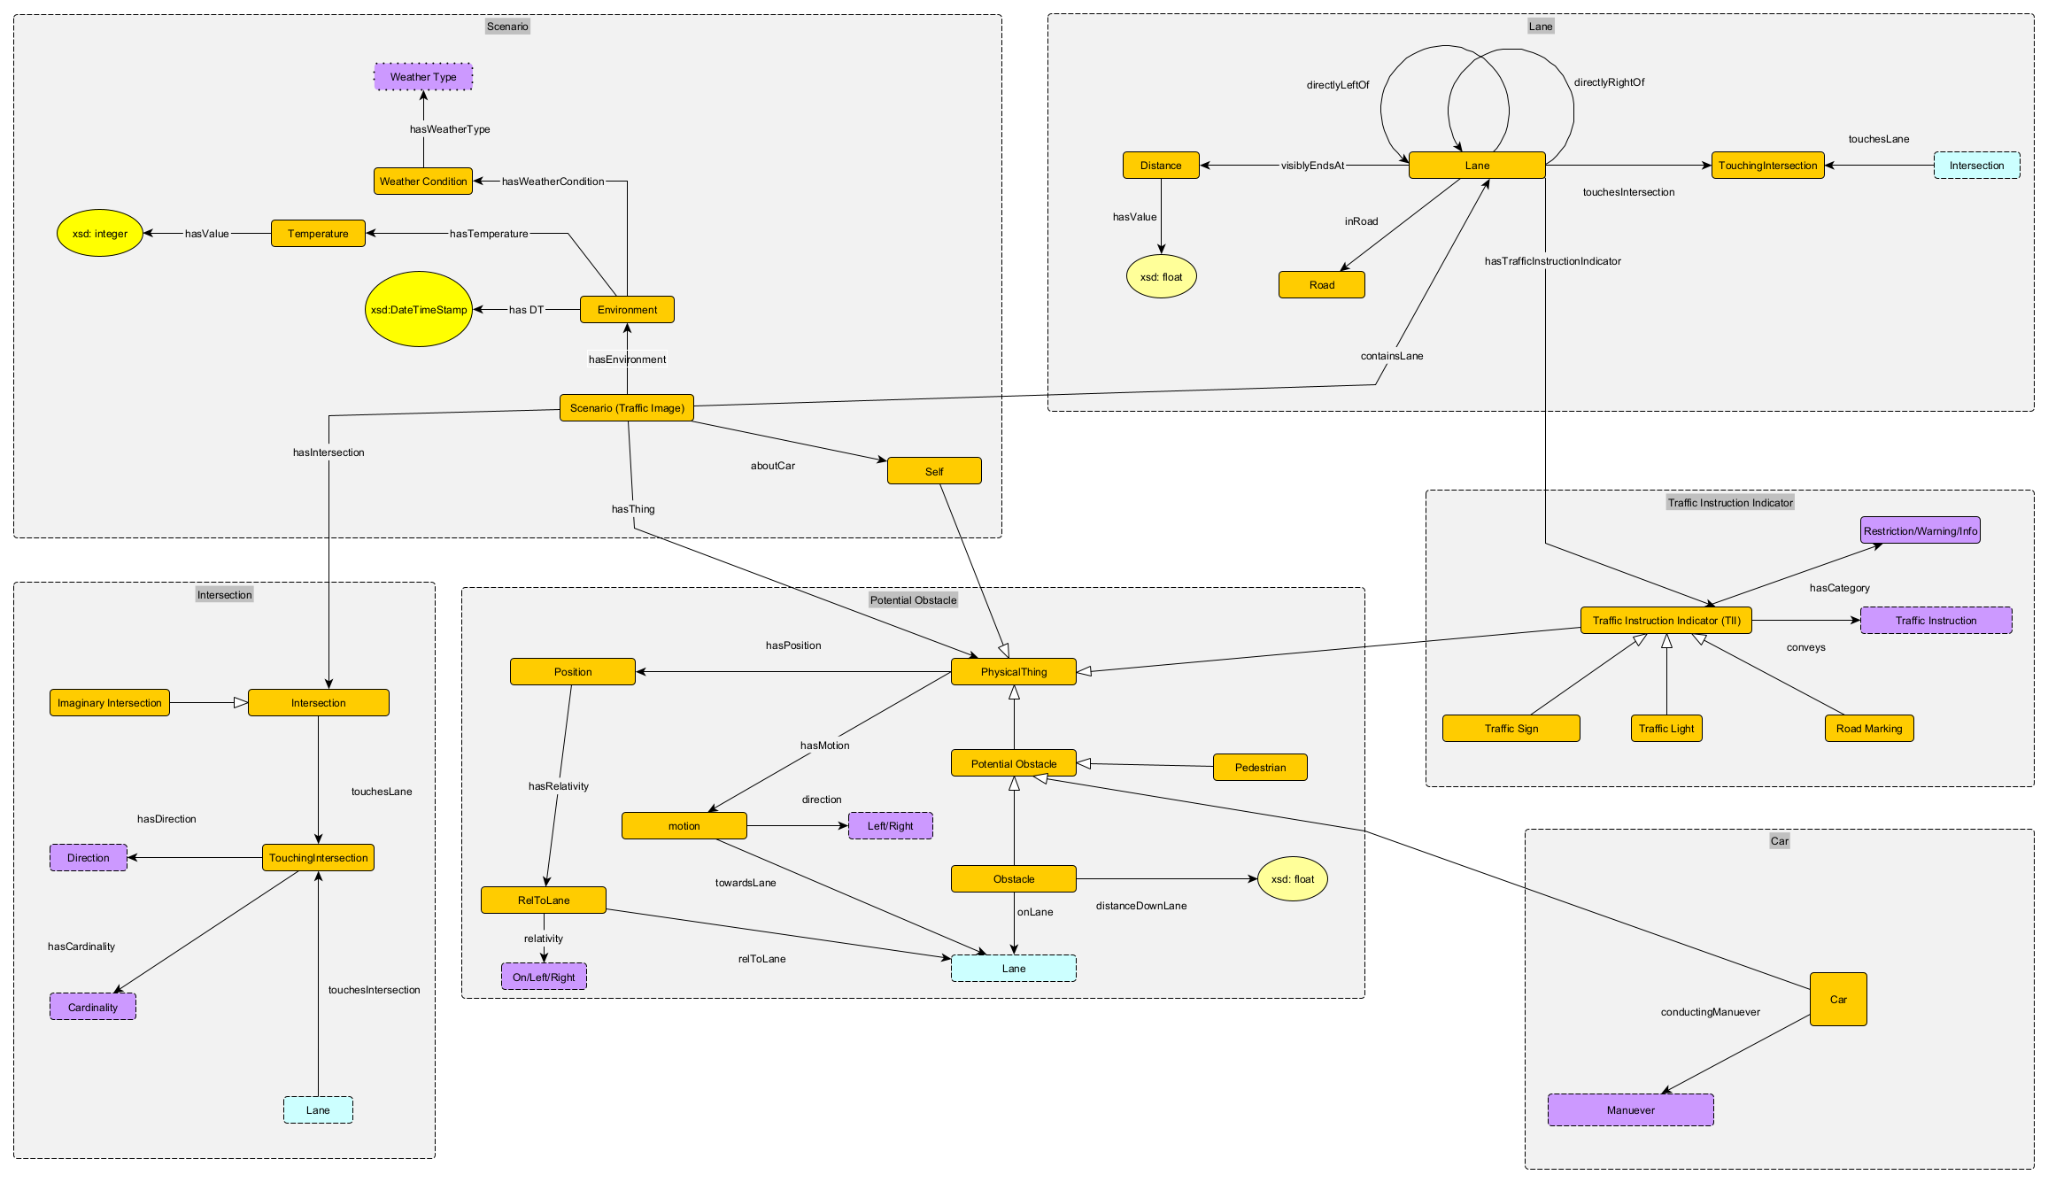 Scenario
Weather Type
hasWeatherType
Weather Condition
hasWeatherCondition
xsd: integer
hasValue
Temperature
hasTemperature
xsd:DateTimeStamp
has DT
Environment
hasEnvironment
Scenario (Traffic Image)
hasIntersection
aboutCar
Self
hasThing
Lane
directlyLeftOf
directlyRightOf
touchesLane
Distance
visiblyEndsAt
Lane
TouchingIntersection
Intersection
touchesIntersection
hasValue
inRoad
hasTrafficInstructionIndicator
xsd: float
Road
containsLane
Traffic Instruction Indicator
Restriction/Warning/Info
hasCategory
Traffic Instruction Indicator (TII)
Traffic Instruction
conveys
Traffic Sign
Traffic Light
Road Marking
Intersection
Imaginary Intersection
Intersection
touchesLane
hasDirection
Direction
TouchingIntersection
hasCardinality
touchesIntersection
Cardinality
Lane
Potential Obstacle
hasPosition
Position
PhysicalThing
hasMotion
Potential Obstacle
Pedestrian
hasRelativity
direction
motion
Left/Right
towardsLane
Obstacle
xsd: float
RelToLane
onLane
distanceDownLane
relativity
relToLane
Lane
On/Left/Right
Car
Car
conductingManuever
Manuever